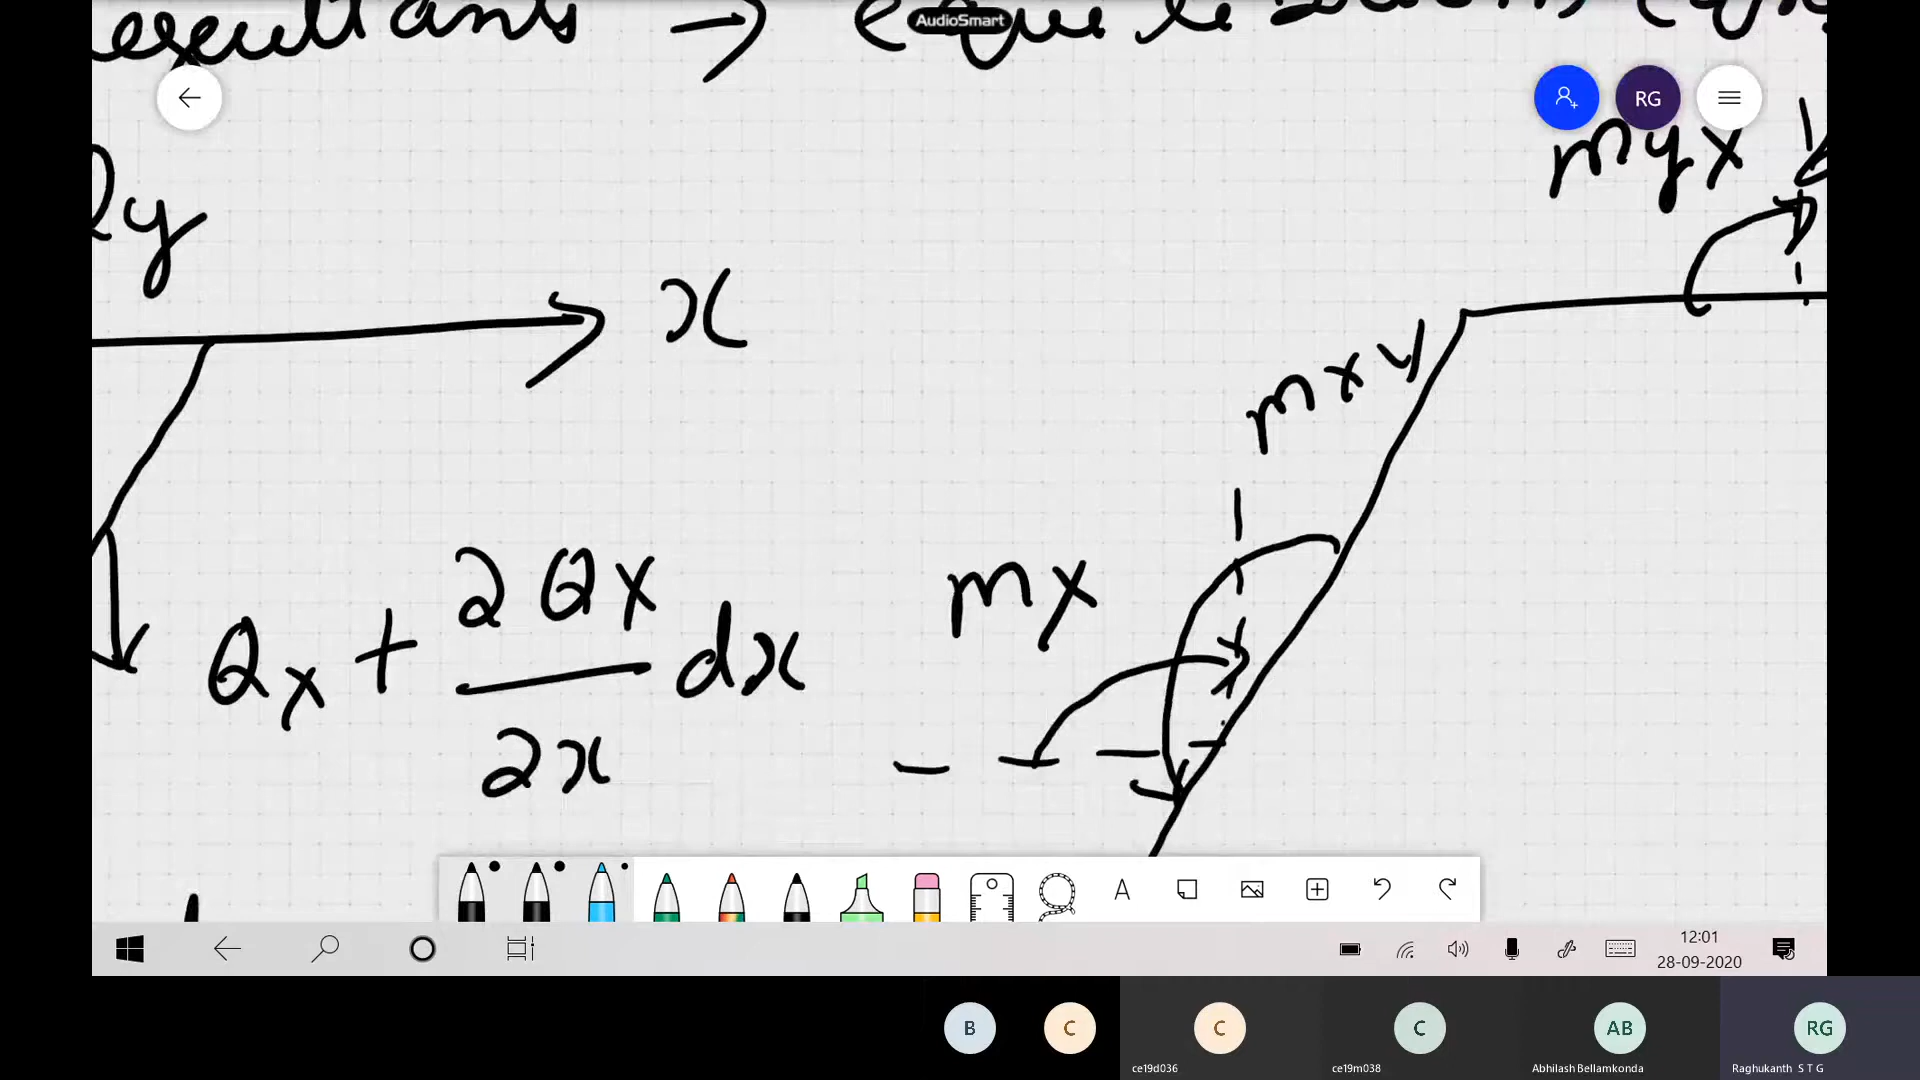 AudioSmart
RG
myx
Qy
x
mxy
Qx + ∂Qx/∂x dx
mx
A
12:01
28-09-2020
B
C
C
C
AB
RG
ce19d036
ce19m038
Abhilash Bellamkonda
Raghukanth S T G